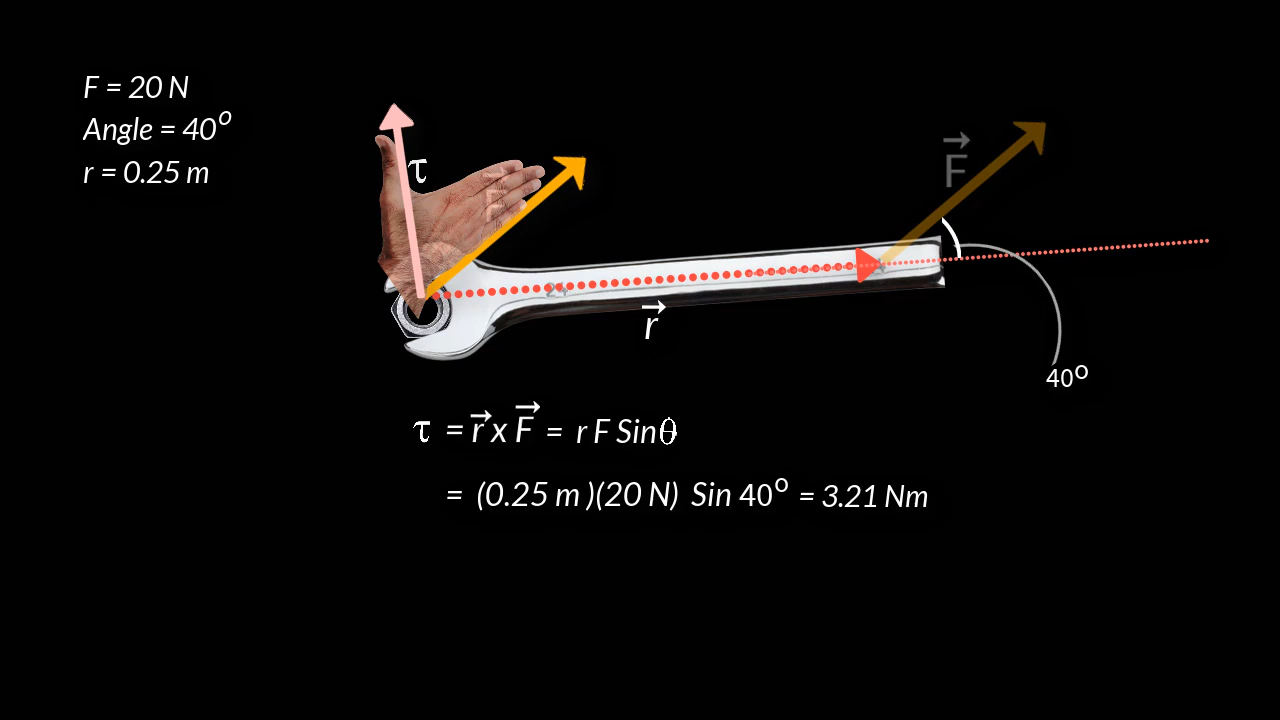 F = 20 N
Angle = 40°
r = 0.25 m
τ
F⃗
F⃗
r⃗
40°
τ = r⃗ x F⃗ = r F Sinθ
= (0.25 m )(20 N) Sin 40° = 3.21 Nm